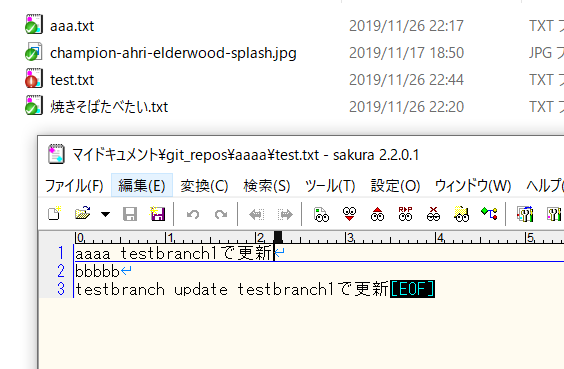 aaa.txt 2019/11/26 22:17 TXT フ
champion-ahri-elderwood-splash.jpg 2019/11/17 18:50 JPG フ
test.txt 2019/11/26 22:44 TXT フ
焼きそばたべたい.txt 2019/11/26 22:20 TXT フ
マイドキュメント¥git_repos¥aaaa¥test.txt - sakura 2.2.0.1
ファイル(F) 編集(E) 変換(C) 検索(S) ツール(T) 設定(O) ウィンドウ(W) ヘルプ(
0 1 2 3 4 5
1 aaaa testbranch1で更新↵
2 bbbbb↵
3 testbranch update testbranch1で更新[EOF]